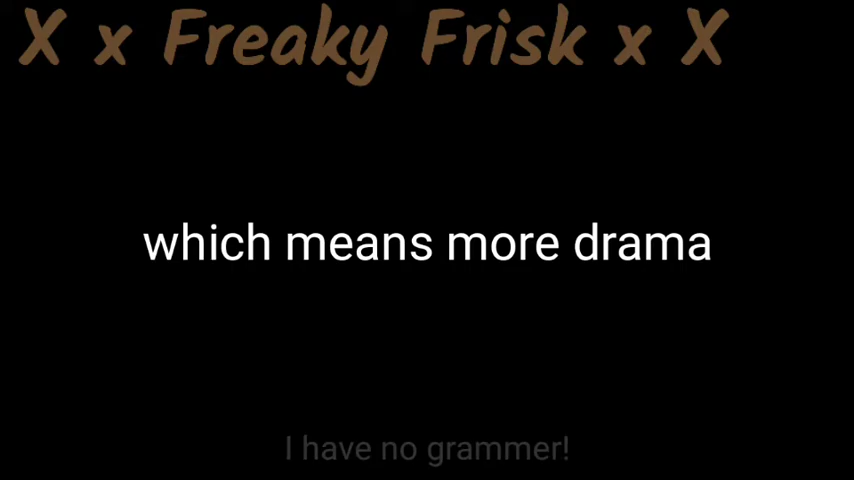 X x Freaky Frisk x X
which means more drama
I have no grammer!